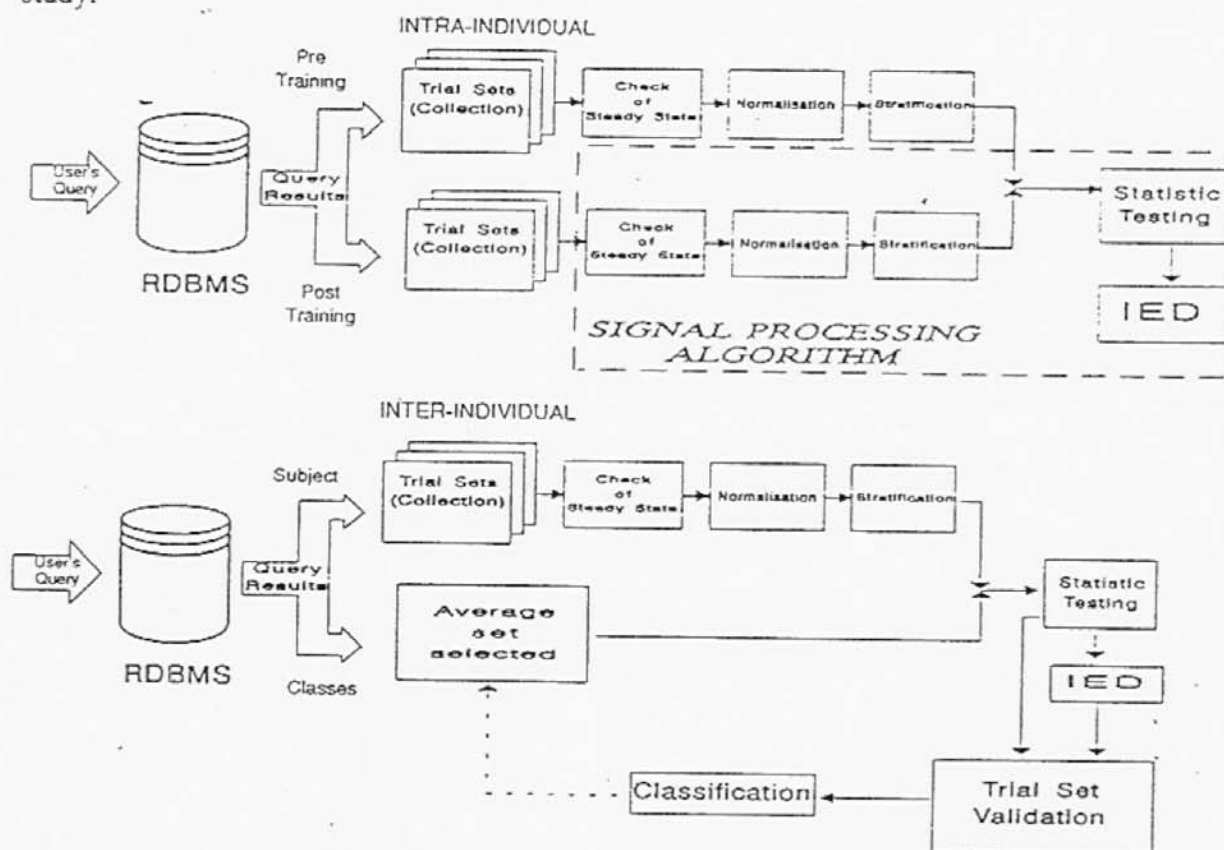 study.
INTRA-INDIVIDUAL
Pre
Training
Trial Sets
(Collection)
Check
of
Steady State
Normalisation
Stratification
User's
Query
Query
Results
RDBMS
Post
Training
Trial Sets
(Collection)
Check
of
Steady State
Normalisation
Stratification
Statistic
Testing
IED
SIGNAL PROCESSING
ALGORITHM
INTER-INDIVIDUAL
Subject
Trial Sets
(Collection)
Check
of
Steady State
Normalisation
Stratification
User's
Query
Query
Results
RDBMS
Classes
Average
set
selected
Statistic
Testing
IED
Classification
Trial Set
Validation